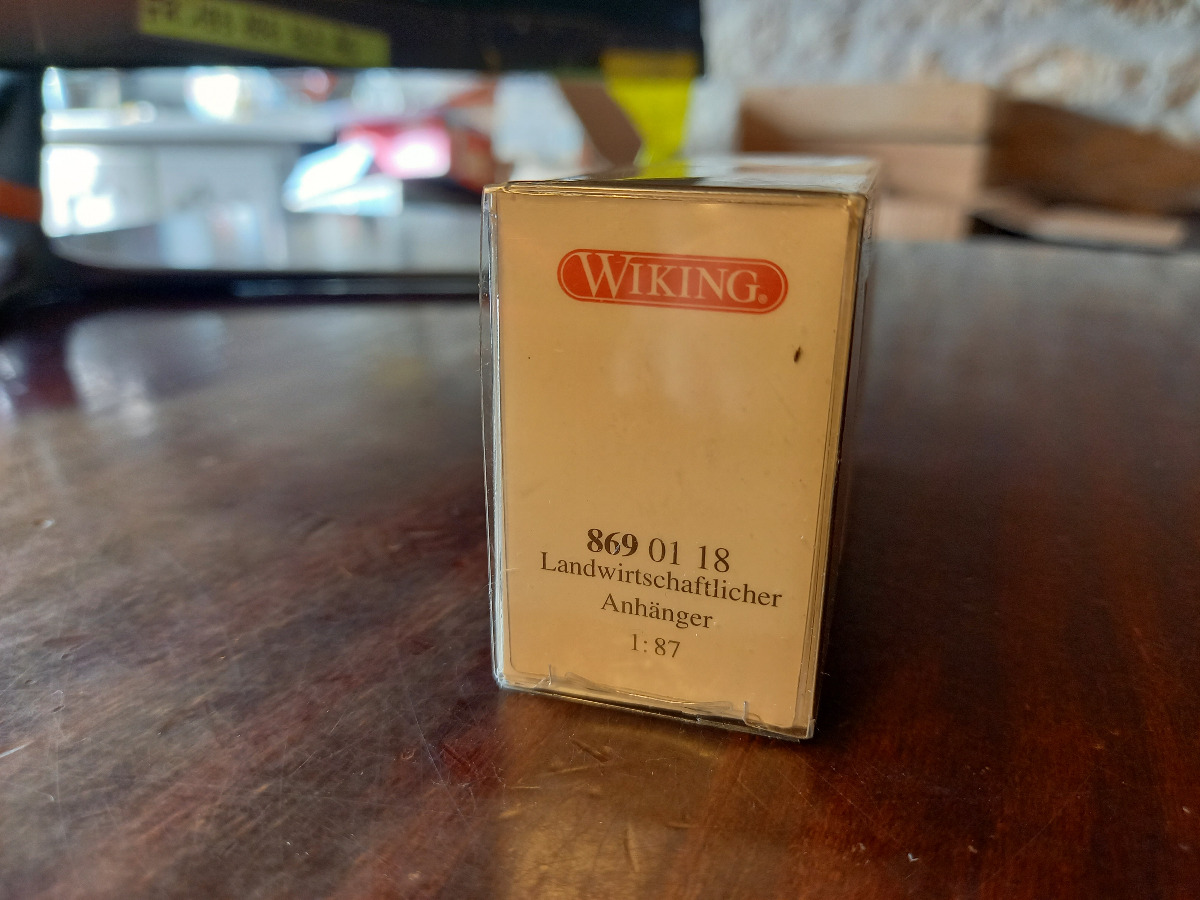 WIKING®
869 01 18
Landwirtschaftlicher
Anhänger
1:87